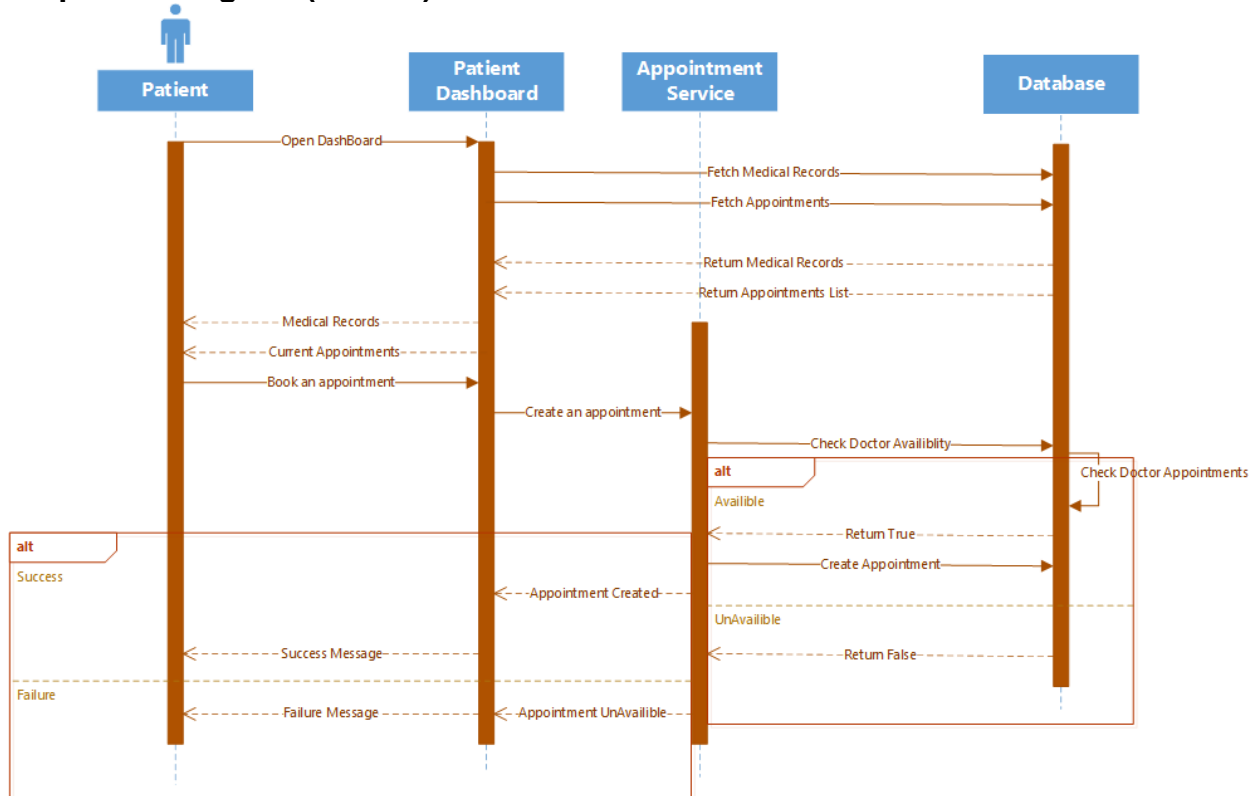 Patient
Patient
Dashboard
Appointment
Service
Database
Open DashBoard
Fetch Medical Records
Fetch Appointments
Return Medical Records
Return Appointments List
Medical Records
Current Appointments
Book an appointment
Create an appointment
Check Doctor Availiblity
alt
Check Doctor Appointments
Availible
Return True
alt
Create Appointment
Success
Appointment Created
UnAvailible
Success Message
Return False
Failure
Failure Message
Appointment UnAvailible